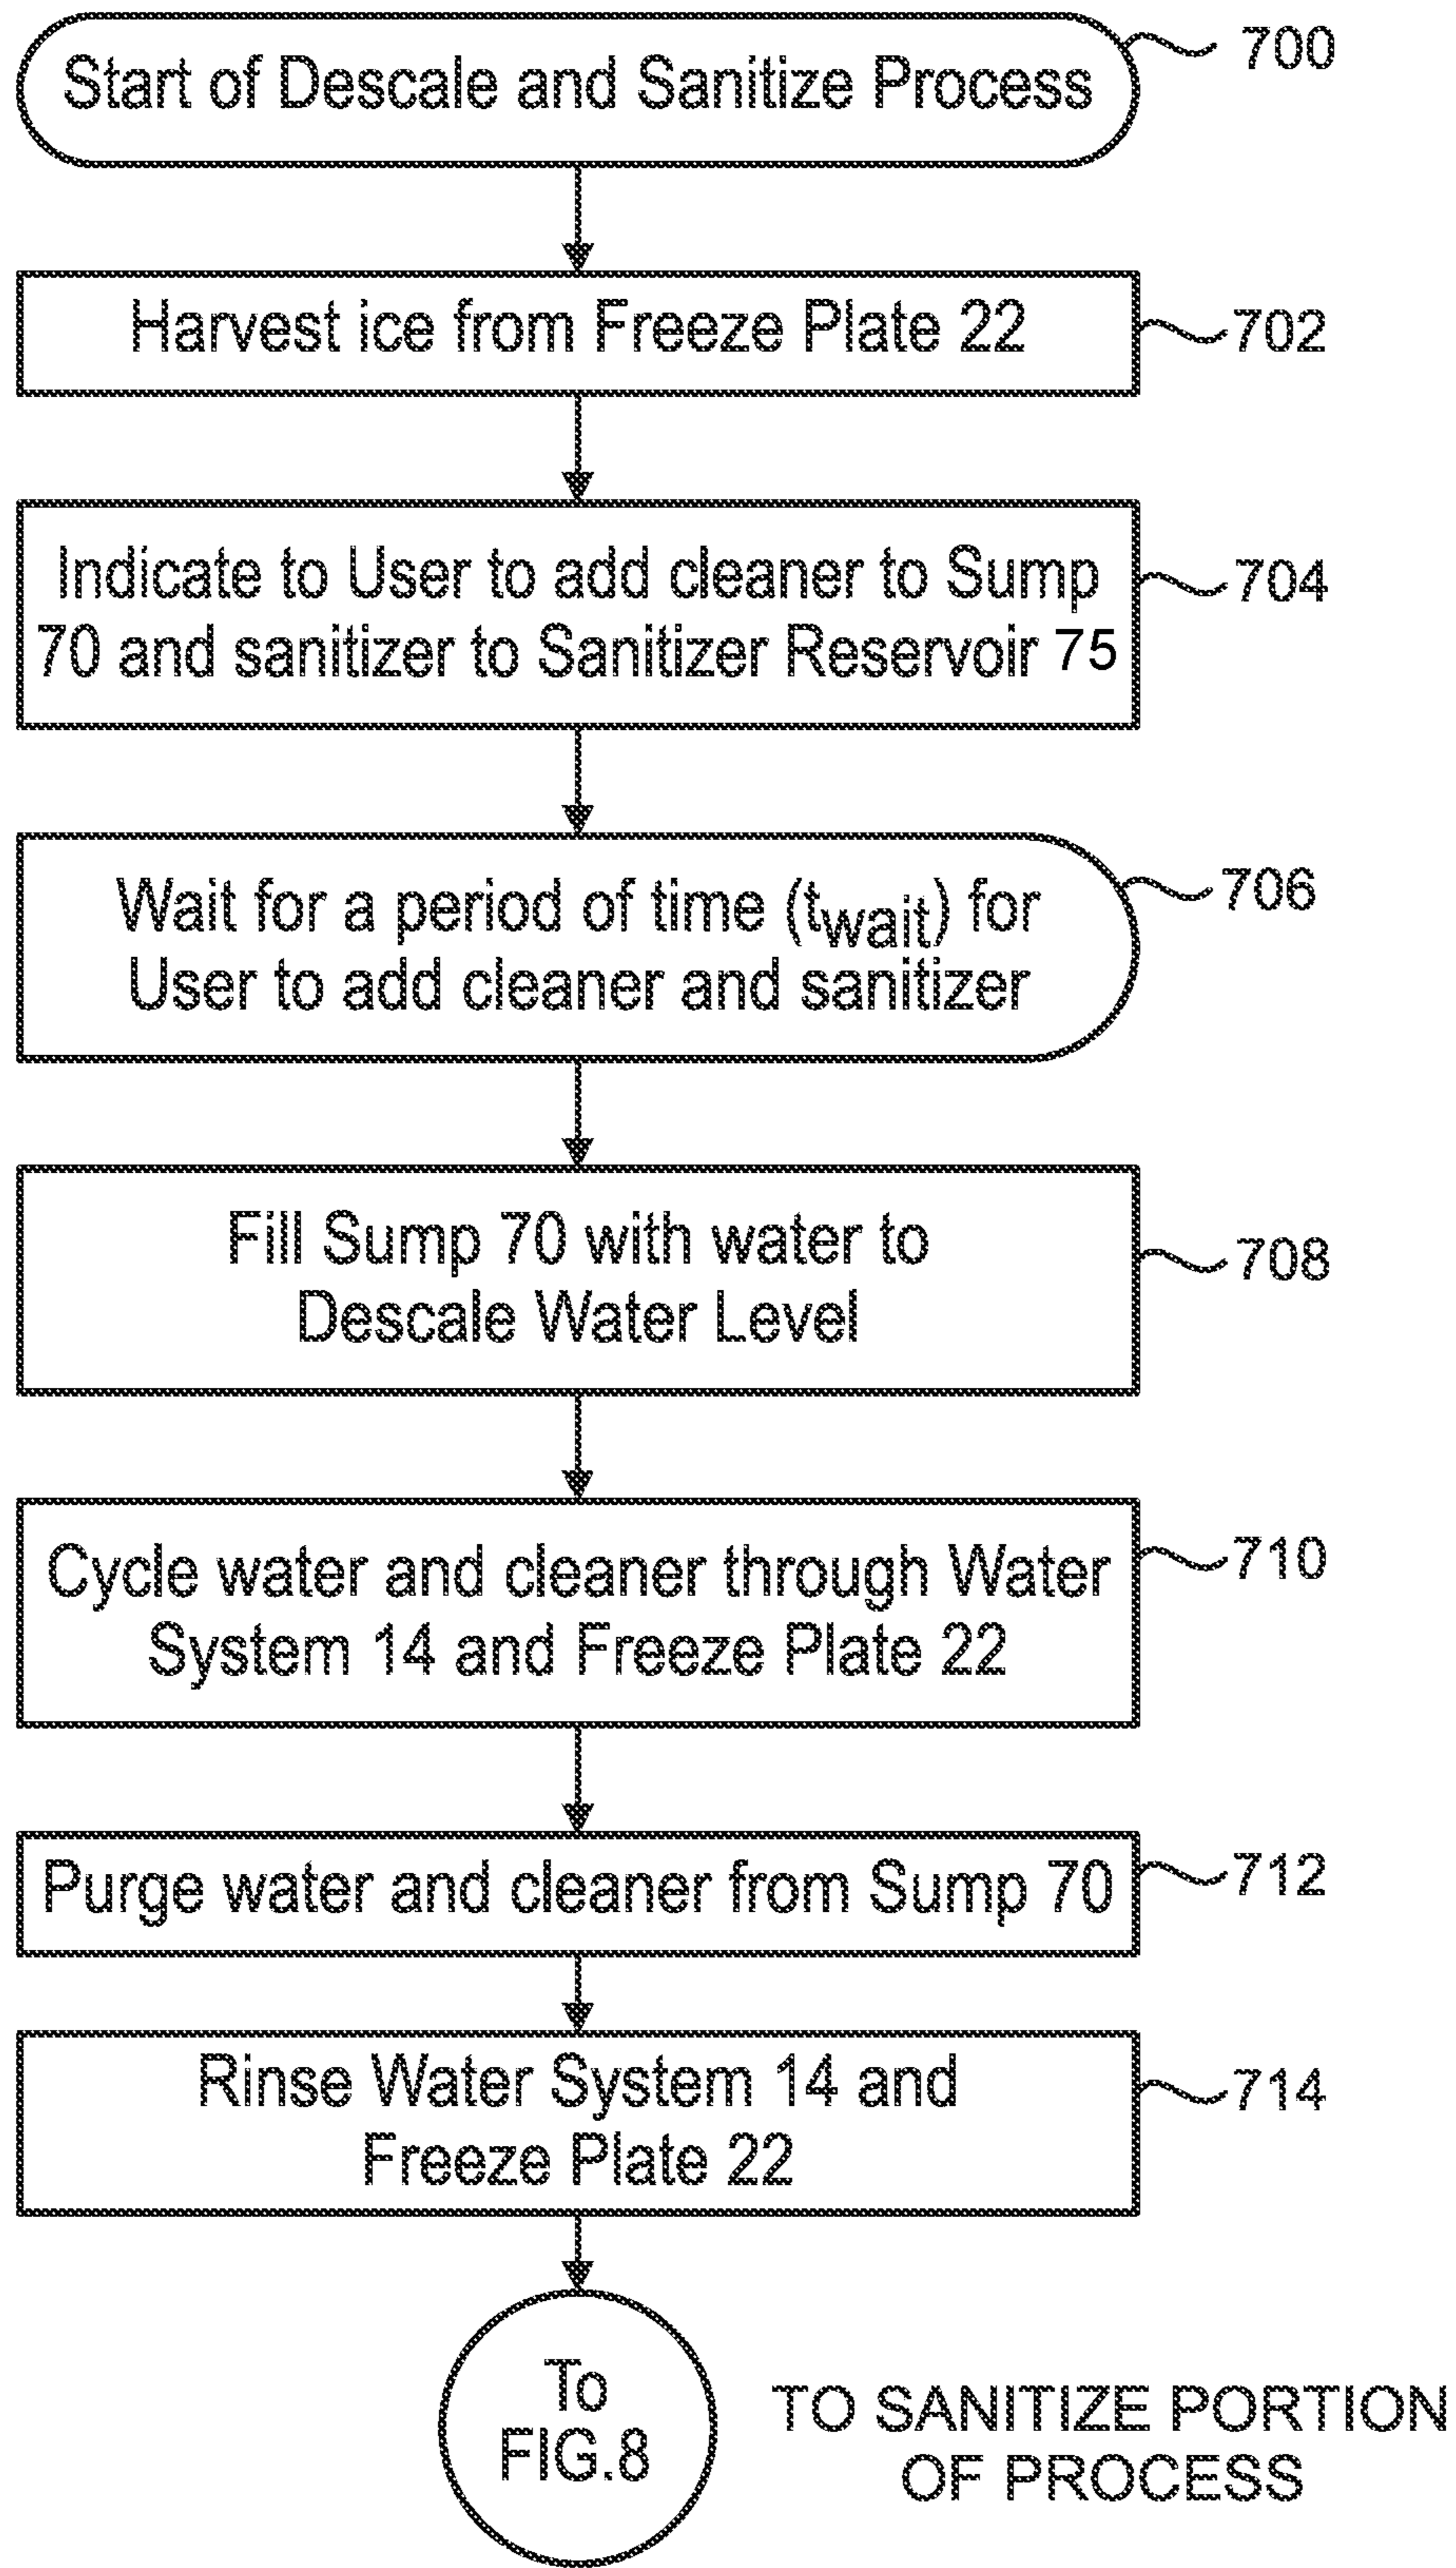 Start of Descale and Sanitize Process
700
Harvest ice from Freeze Plate 22
702
Indicate to User to add cleaner to Sump
70 and sanitizer to Sanitizer Reservoir 75
704
Wait for a period of time (twait) for
User to add cleaner and sanitizer
706
Fill Sump 70 with water to
Descale Water Level
708
Cycle water and cleaner through Water
System 14 and Freeze Plate 22
710
Purge water and cleaner from Sump 70
712
Rinse Water System 14 and
Freeze Plate 22
714
To
FIG.8
TO SANITIZE PORTION
OF PROCESS